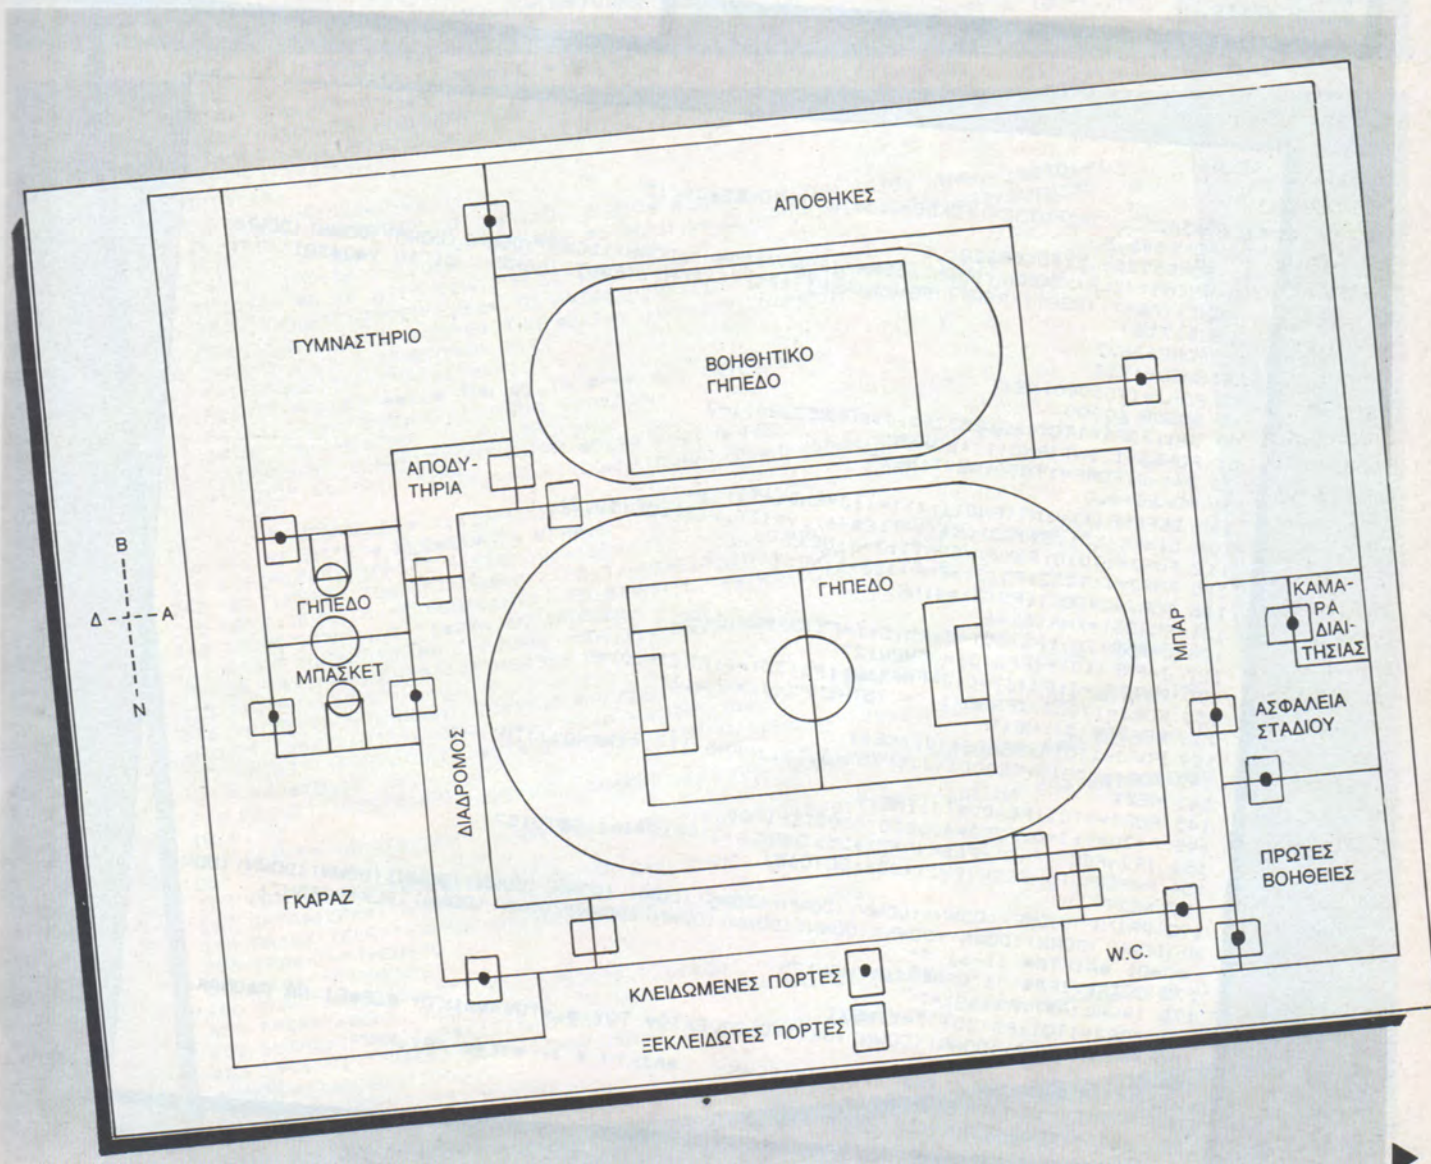 ΑΠΟΘΗΚΕΣ
ΓΥΜΝΑΣΤΗΡΙΟ
ΒΟΗΘΗΤΙΚΟ
ΓΗΠΕΔΟ
ΑΠΟΔΥ-
ΤΗΡΙΑ
Β
Δ
Α
Ν
ΓΗΠΕΔΟ
ΜΠΑΣΚΕΤ
ΓΗΠΕΔΟ
ΔΙΑΔΡΟΜΟΣ
ΜΠΑΡ
ΚΑΜΑ-
ΡΑ
ΔΙΑΙ-
ΤΗΣΙΑΣ
ΑΣΦΑΛΕΙΑ
ΣΤΑΔΙΟΥ
ΠΡΩΤΕΣ
ΒΟΗΘΕΙΕΣ
ΓΚΑΡΑΖ
W.C.
ΚΛΕΙΔΩΜΕΝΕΣ ΠΟΡΤΕΣ
ΞΕΚΛΕΙΔΩΤΕΣ ΠΟΡΤΕΣ